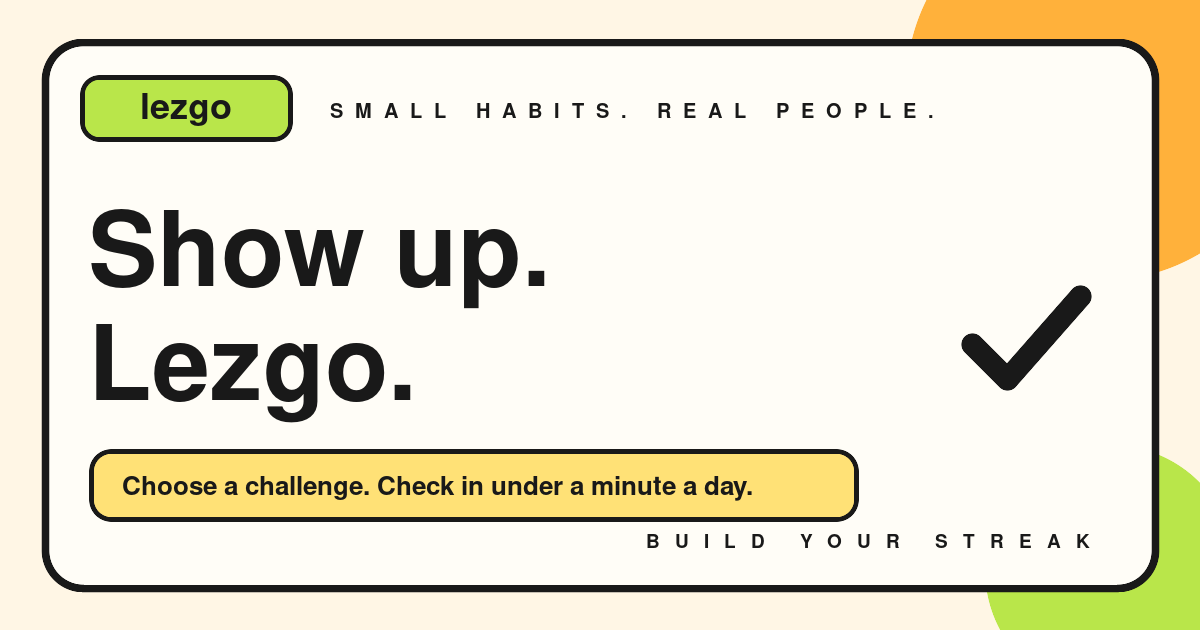 lezgo
SMALL HABITS. REAL PEOPLE.
Show up.
Lezgo.
Choose a challenge. Check in under a minute a day.
BUILD YOUR STREAK